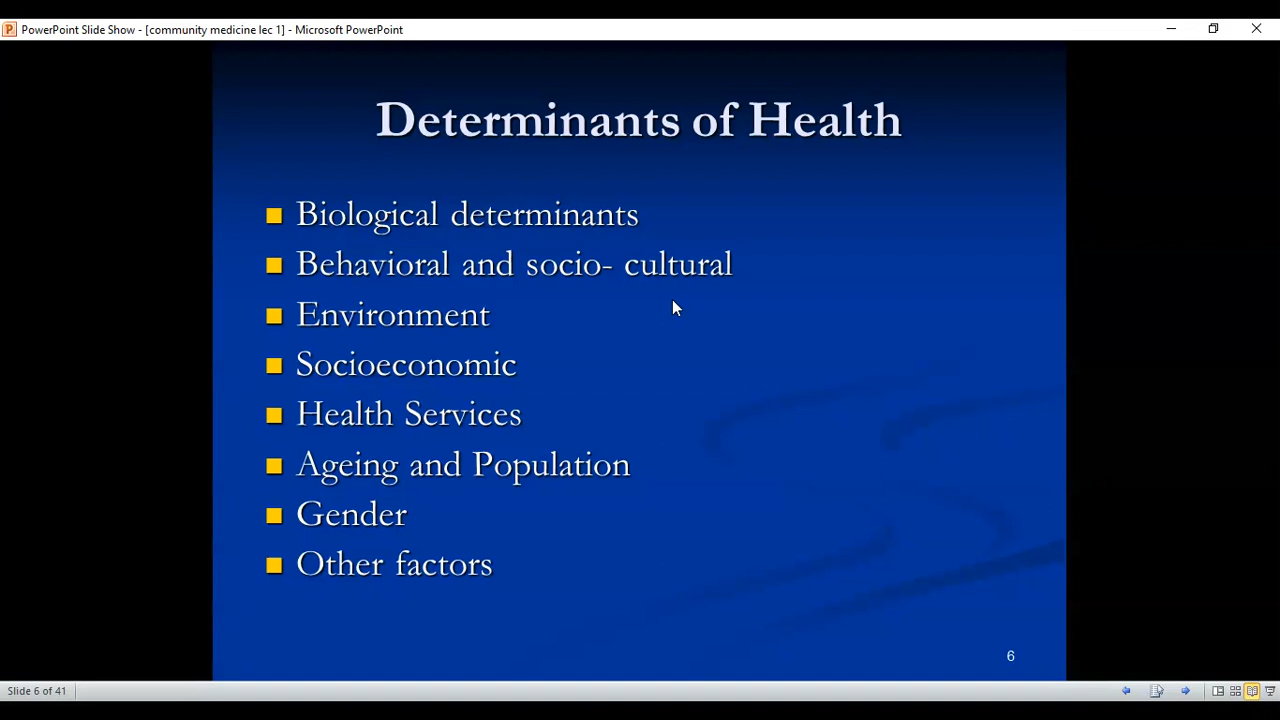 PowerPoint Slide Show - [community medicine lec 1] - Microsoft PowerPoint
Determinants of Health
Biological determinants
Behavioral and socio- cultural
Environment
Socioeconomic
Health Services
Ageing and Population
Gender
Other factors
6
Slide 6 of 41